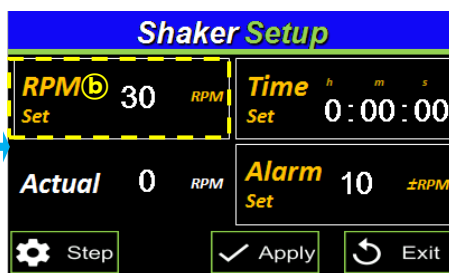 Shaker Setup
RPM ⓑ 30 RPM
Set
Time h m s
Set 0:00:00
Actual 0 RPM
Alarm 10 ±RPM
Set
Step Apply Exit